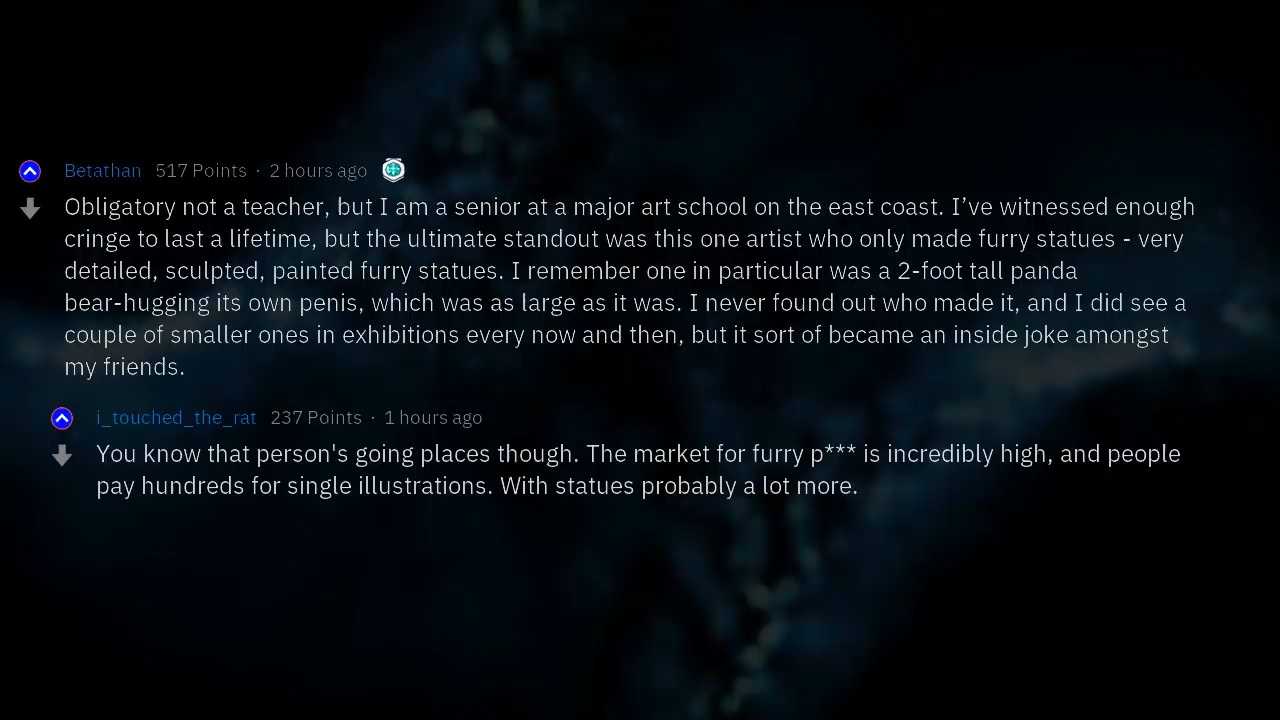 Betathan 517 Points · 2 hours ago
Obligatory not a teacher, but I am a senior at a major art school on the east coast. I’ve witnessed enough
cringe to last a lifetime, but the ultimate standout was this one artist who only made furry statues - very
detailed, sculpted, painted furry statues. I remember one in particular was a 2-foot tall panda
bear-hugging its own penis, which was as large as it was. I never found out who made it, and I did see a
couple of smaller ones in exhibitions every now and then, but it sort of became an inside joke amongst
my friends.
i_touched_the_rat 237 Points · 1 hours ago
You know that person's going places though. The market for furry p*** is incredibly high, and people
pay hundreds for single illustrations. With statues probably a lot more.